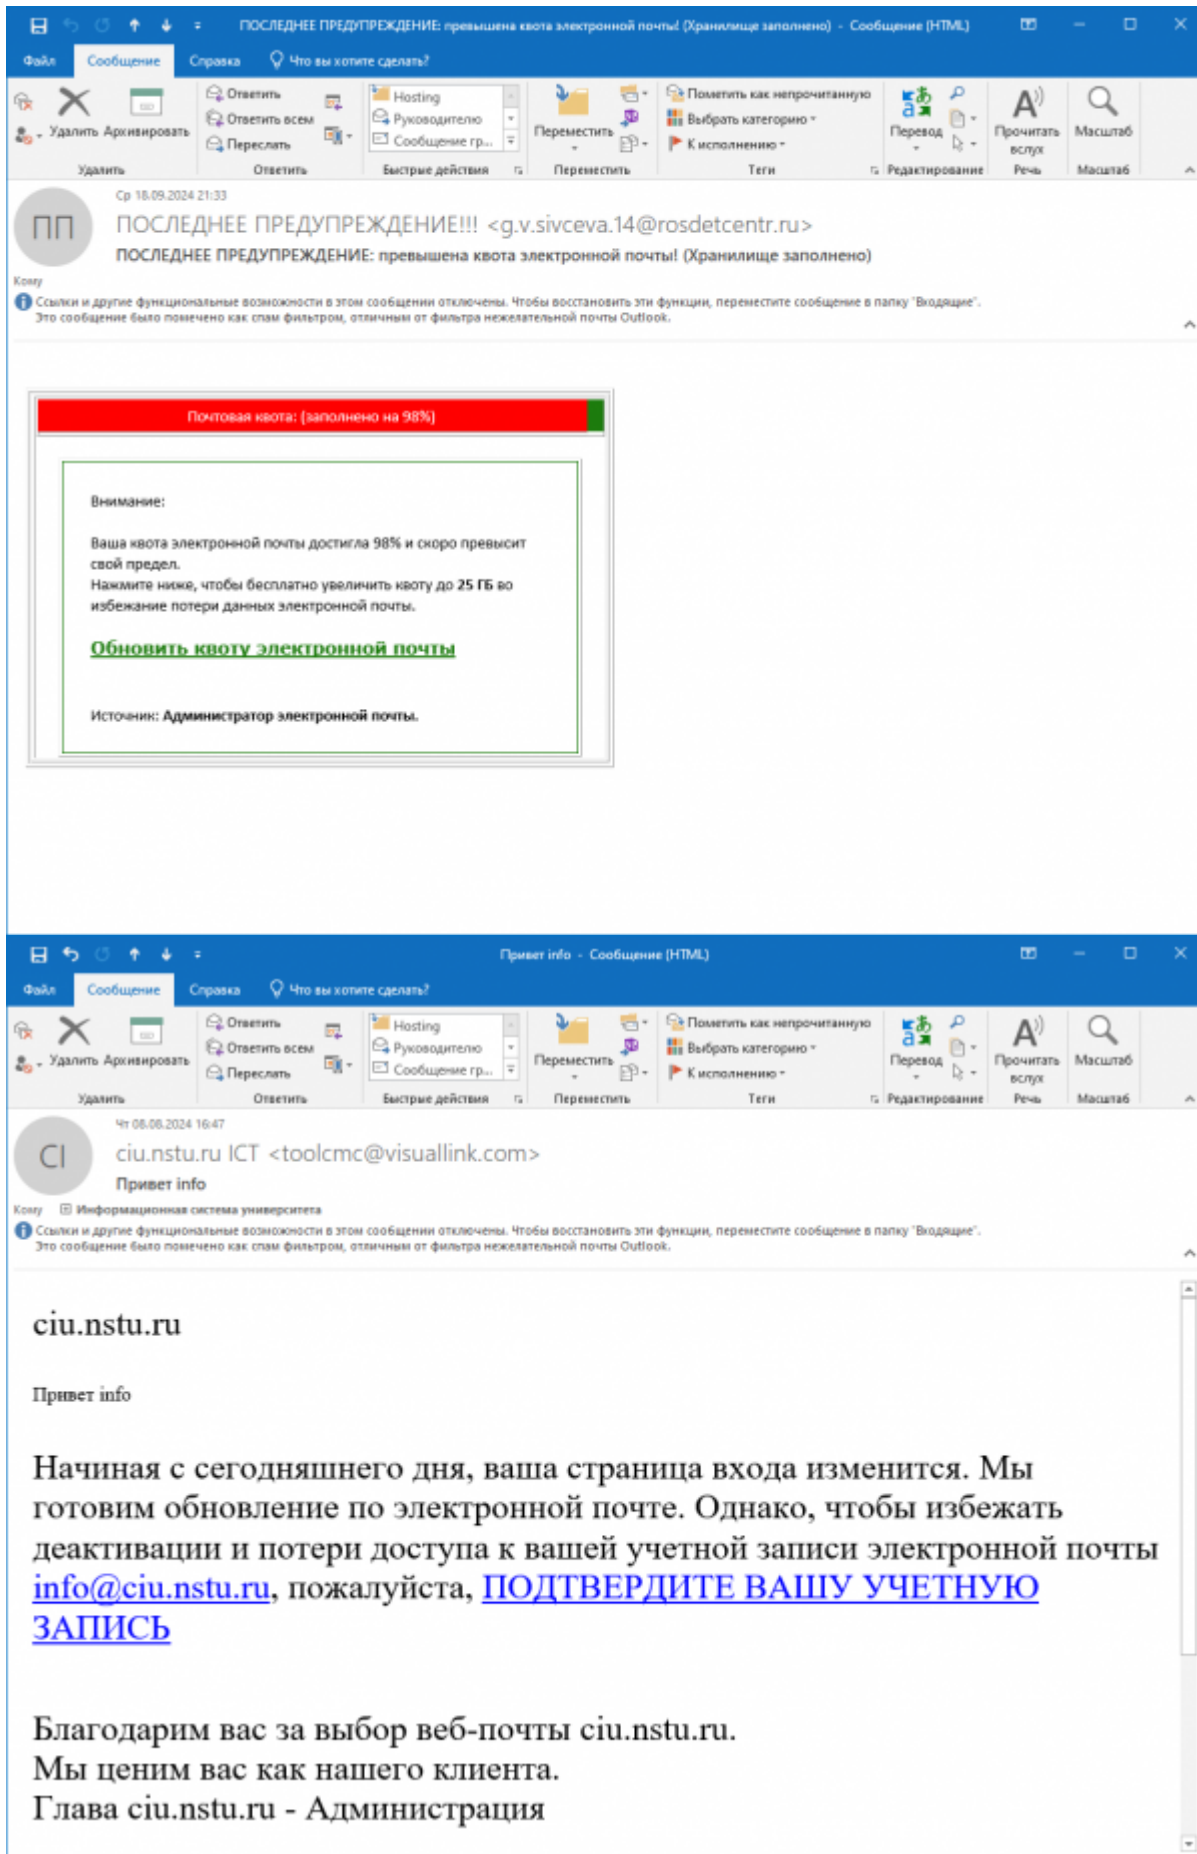 ПОСЛЕДНЕЕ ПРЕДУПРЕЖДЕНИЕ: превышена квота электронной почты! (Хранилище заполнено) - Сообщение (HTML)
Файл Сообщение Справка Что вы хотите сделать?
Удалить Архивировать
Ответить
Ответить всем
Переслать
Hosting
Руководителю
Сообщение гр...
Переместить
Пометить как непрочитанную
Выбрать категорию
К исполнению
Перевод
Прочитать вслух
Масштаб
Удалить Ответить Быстрые действия Переместить Теги Редактирование Речь Масштаб
Ср 18.09.2024 21:33
ПП
ПОСЛЕДНЕЕ ПРЕДУПРЕЖДЕНИЕ!!! <g.v.sivceva.14@rosdetcentr.ru>
ПОСЛЕДНЕЕ ПРЕДУПРЕЖДЕНИЕ: превышена квота электронной почты! (Хранилище заполнено)
Кому
Ссылки и другие функциональные возможности в этом сообщении отключены. Чтобы восстановить эти функции, переместите сообщение в папку "Входящие".
Это сообщение было помечено как спам фильтром, отличным от фильтра нежелательной почты Outlook.
Почтовая квота: (заполнено на 98%)
Внимание:
Ваша квота электронной почты достигла 98% и скоро превысит
свой предел.
Нажмите ниже, чтобы бесплатно увеличить квоту до 25 ГБ во
избежание потери данных электронной почты.
Обновить квоту электронной почты
Источник: Администратор электронной почты.
Привет info - Сообщение (HTML)
Файл Сообщение Справка Что вы хотите сделать?
Удалить Архивировать
Ответить
Ответить всем
Переслать
Hosting
Руководителю
Сообщение гр...
Переместить
Пометить как непрочитанную
Выбрать категорию
К исполнению
Перевод
Прочитать вслух
Масштаб
Удалить Ответить Быстрые действия Переместить Теги Редактирование Речь Масштаб
Чт 08.08.2024 16:47
CI
ciu.nstu.ru ICT <toolcmc@visuallink.com>
Привет info
Кому Информационная система университета
Ссылки и другие функциональные возможности в этом сообщении отключены. Чтобы восстановить эти функции, переместите сообщение в папку "Входящие".
Это сообщение было помечено как спам фильтром, отличным от фильтра нежелательной почты Outlook.
ciu.nstu.ru
Привет info
Начиная с сегодняшнего дня, ваша страница входа изменится. Мы
готовим обновление по электронной почте. Однако, чтобы избежать
деактивации и потери доступа к вашей учетной записи электронной почты
info@ciu.nstu.ru, пожалуйста, ПОДТВЕРДИТЕ ВАШУ УЧЕТНУЮ
ЗАПИСЬ
Благодарим вас за выбор веб-почты ciu.nstu.ru.
Мы ценим вас как нашего клиента.
Глава ciu.nstu.ru - Администрация